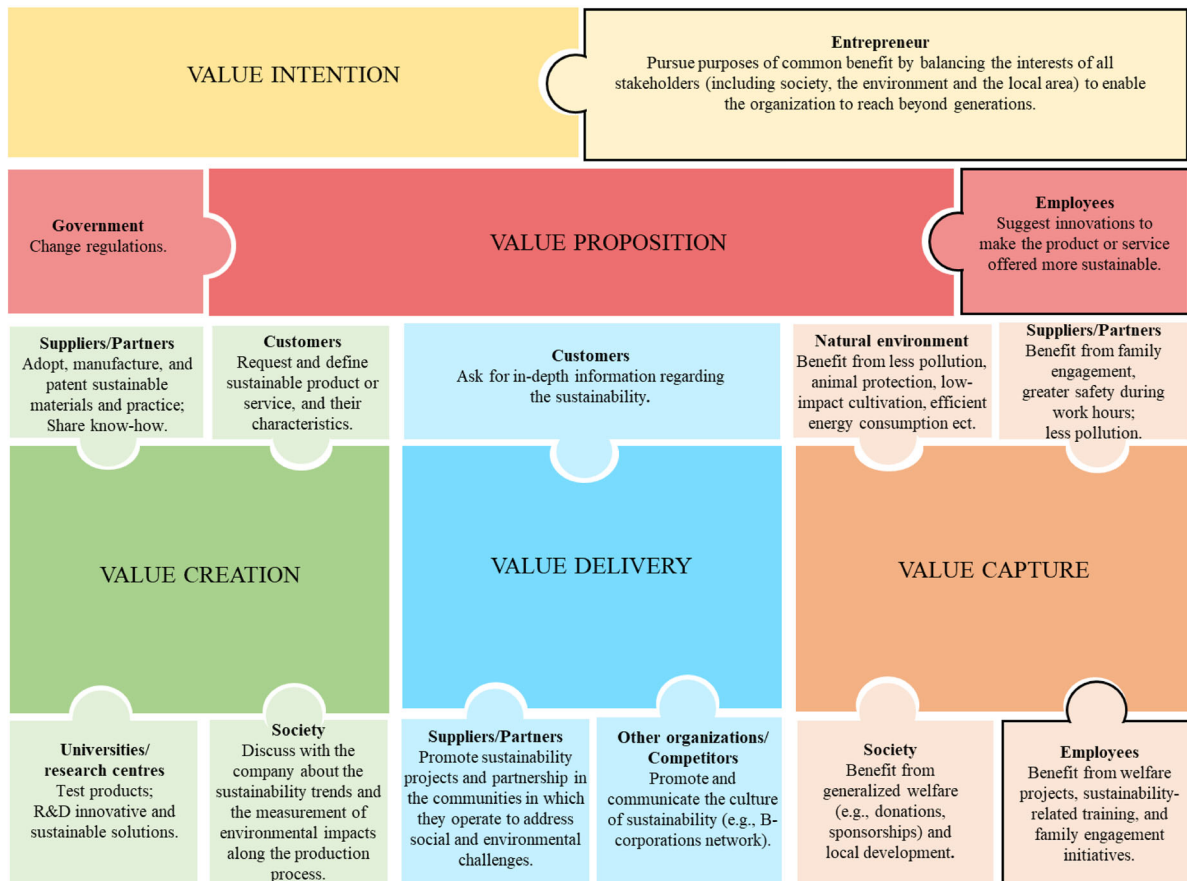 VALUE INTENTION
Entrepreneur
Pursue purposes of common benefit by balancing the interests of all
stakeholders (including society, the environment and the local area) to enable
the organization to reach beyond generations.
Government
Change regulations.
VALUE PROPOSITION
Employees
Suggest innovations to
make the product or service
offered more sustainable.
Suppliers/Partners
Adopt, manufacture, and
patent sustainable
materials and practice;
Share know-how.
Customers
Request and define
sustainable product or
service, and their
characteristics.
Customers
Ask for in-depth information regarding
the sustainability.
Natural environment
Benefit from less pollution,
animal protection, low-
impact cultivation, efficient
energy consumption ect.
Suppliers/Partners
Benefit from family
engagement,
greater safety during
work hours;
less pollution.
VALUE CREATION
VALUE DELIVERY
VALUE CAPTURE
Universities/
research centres
Test products;
R&D innovative and
sustainable solutions.
Society
Discuss with the
company about the
sustainability trends and
the measurement of
environmental impacts
along the production
process.
Suppliers/Partners
Promote sustainability
projects and partnership in
the communities in which
they operate to address
social and environmental
challenges.
Other organizations/
Competitors
Promote and
communicate the culture
of sustainability (e.g., B-
corporations network).
Society
Benefit from
generalized welfare
(e.g., donations,
sponsorships) and
local development.
Employees
Benefit from welfare
projects, sustainability-
related training, and
family engagement
initiatives.